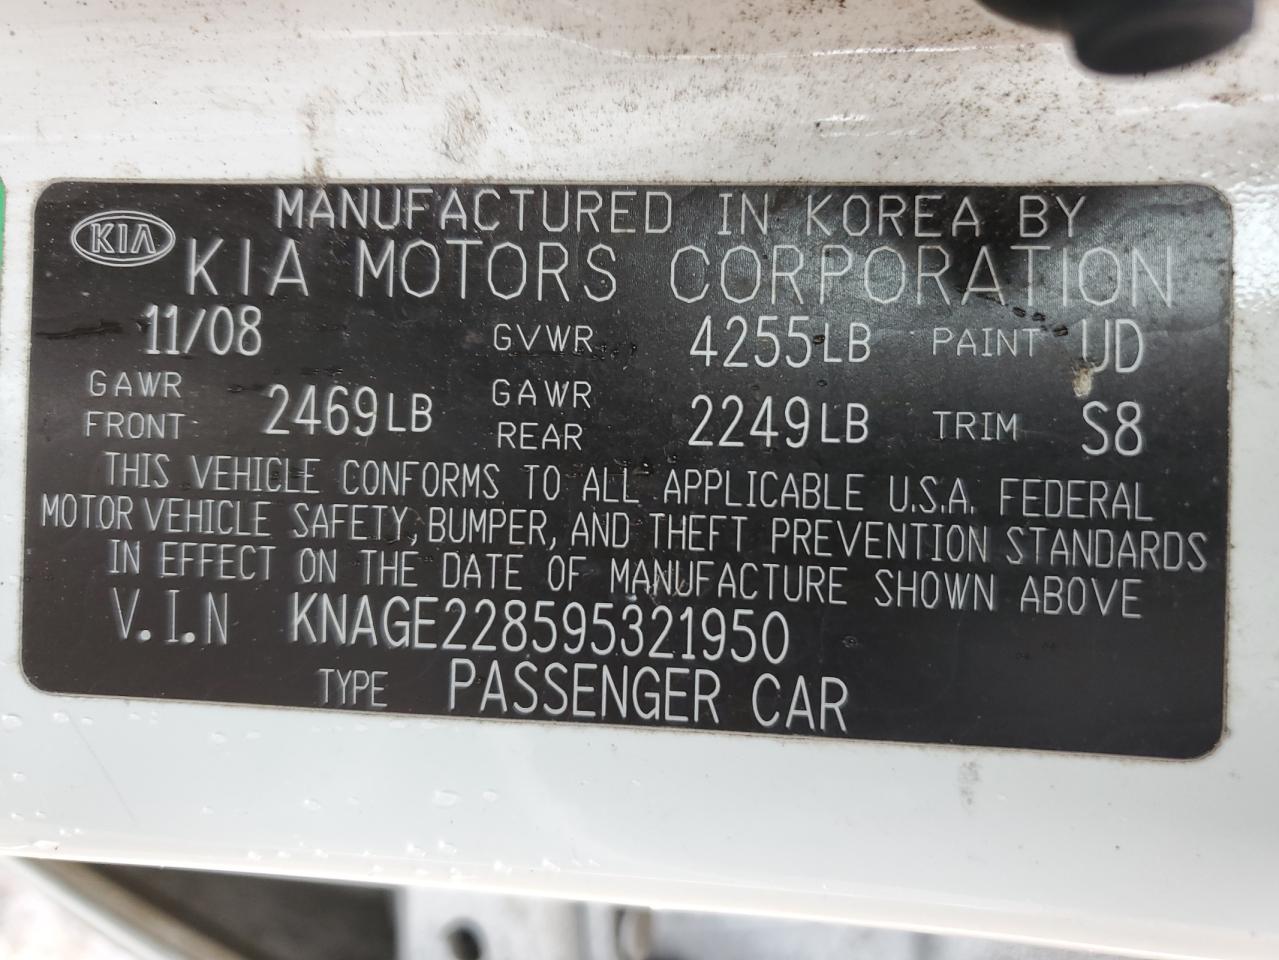 MANUFACTURED IN KOREA BY
KIA KIA MOTORS CORPORATION
11/08 GVWR 4255LB PAINT UD
GAWR FRONT 2469LB GAWR REAR 2249LB TRIM S8
THIS VEHICLE CONFORMS TO ALL APPLICABLE U.S.A. FEDERAL
MOTOR VEHICLE SAFETY, BUMPER, AND THEFT PREVENTION STANDARDS
IN EFFECT ON THE DATE OF MANUFACTURE SHOWN ABOVE
V.I.N KNAGE228595321950
TYPE PASSENGER CAR